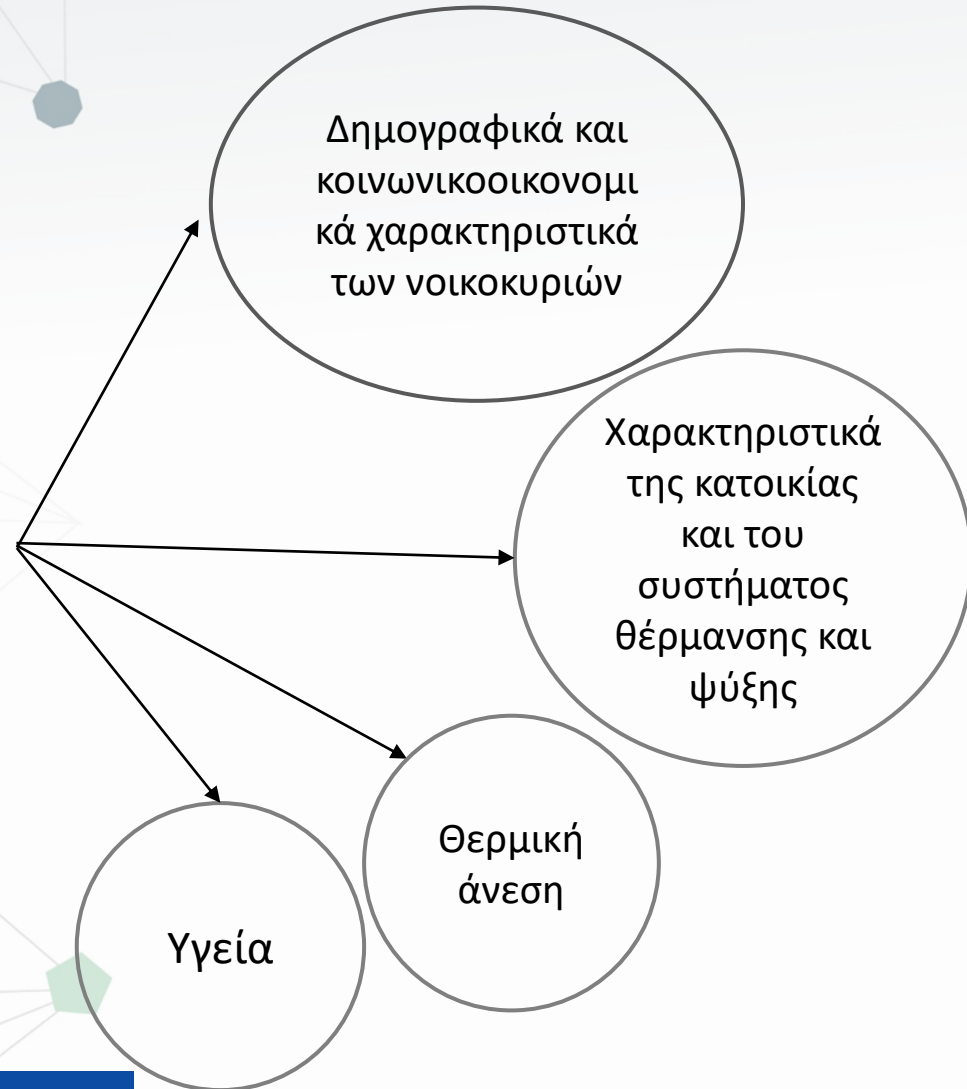 Δημογραφικά και
κοινωνικοοικονομι
κά χαρακτηριστικά
των νοικοκυριών
Χαρακτηριστικά
της κατοικίας
και του
συστήματος
θέρμανσης και
ψύξης
Θερμική
άνεση
Υγεία